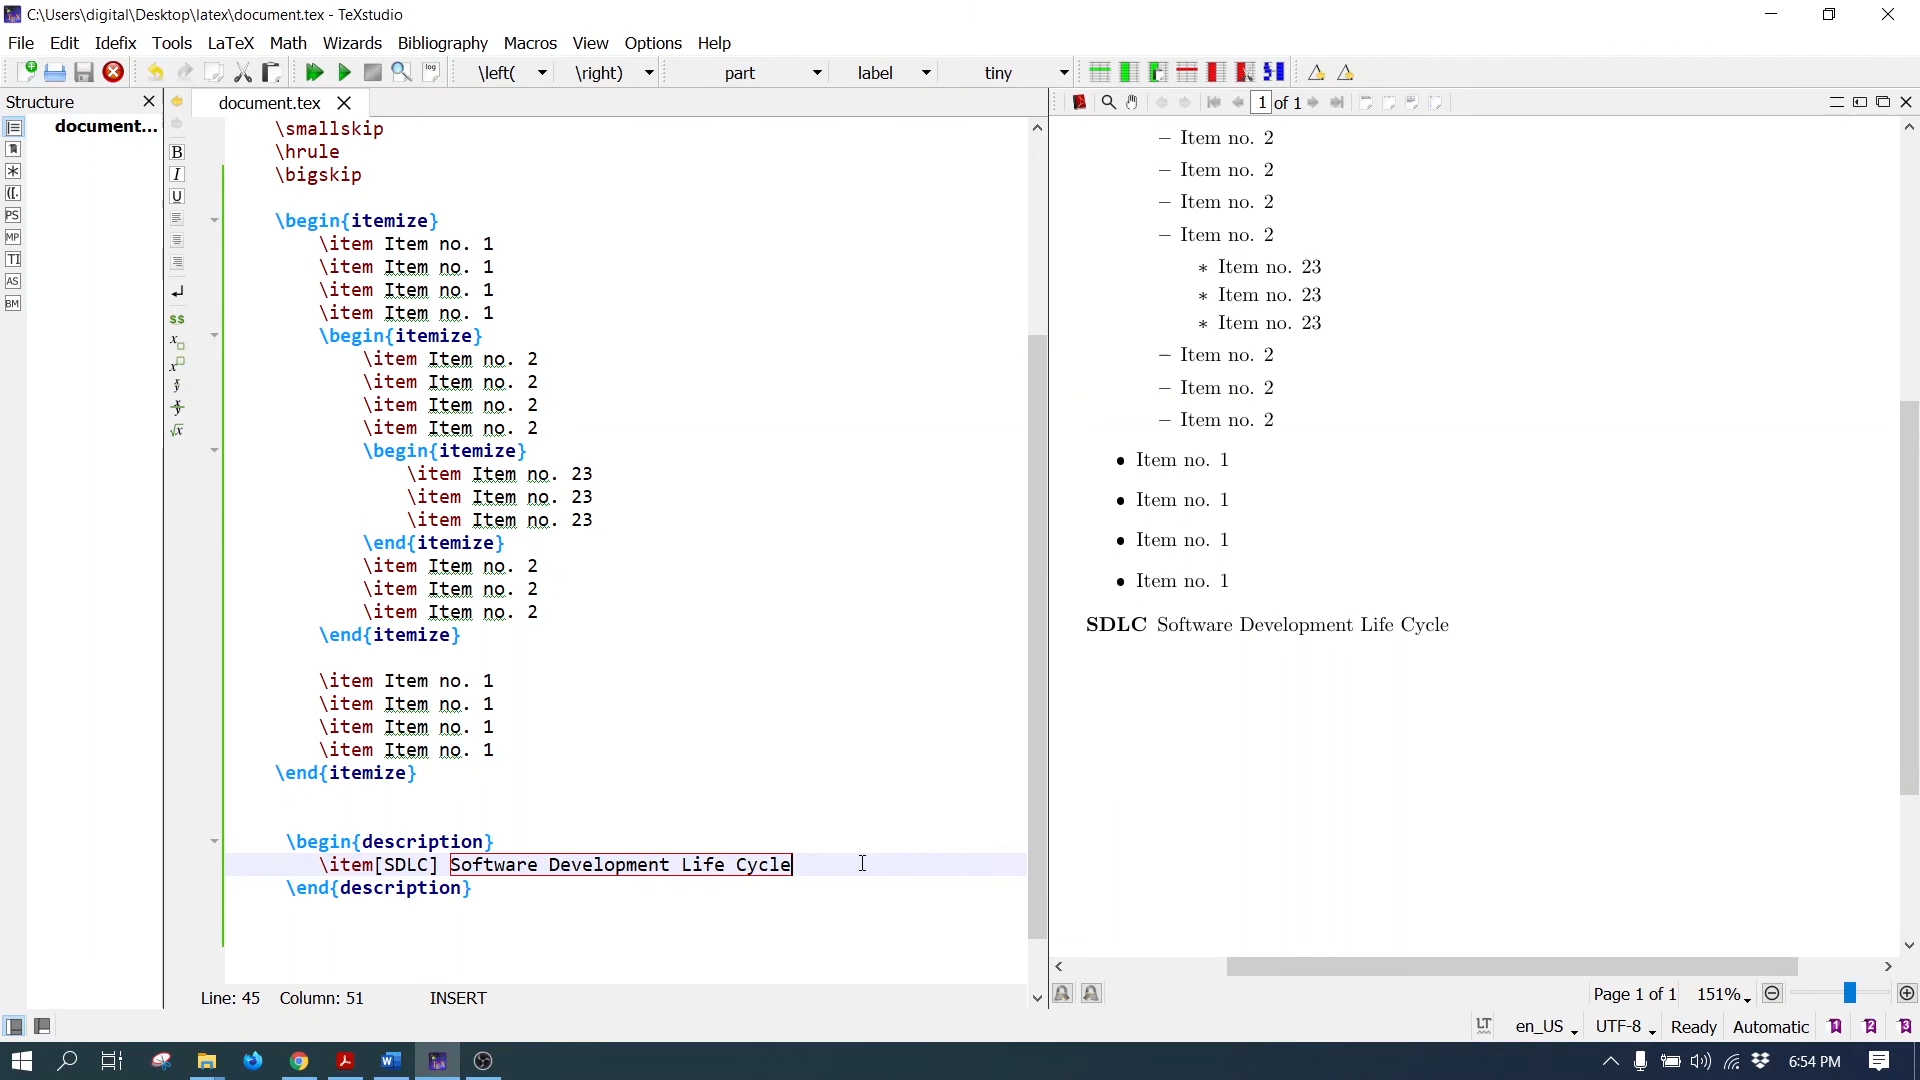 C:\Users\digital\Desktop\latex\document.tex - TeXstudio
File Edit Idefix Tools LaTeX Math Wizards Bibliography Macros View Options Help
\left( \right) part label tiny
Structure
document...
document.tex
1 of 1
B
I
U
PS
MP
TI
AS
BM
$$
\smallskip
\hrule
\bigskip
\begin{itemize}
\item Item no. 1
\item Item no. 1
\item Item no. 1
\item Item no. 1
\begin{itemize}
\item Item no. 2
\item Item no. 2
\item Item no. 2
\item Item no. 2
\begin{itemize}
\item Item no. 23
\item Item no. 23
\item Item no. 23
\end{itemize}
\item Item no. 2
\item Item no. 2
\item Item no. 2
\end{itemize}
\item Item no. 1
\item Item no. 1
\item Item no. 1
\item Item no. 1
\end{itemize}
\begin{description}
\item[SDLC] Software Development Life Cycle
\end{description}
Line: 45 Column: 51 INSERT
– Item no. 2
– Item no. 2
– Item no. 2
– Item no. 2
∗ Item no. 23
∗ Item no. 23
∗ Item no. 23
– Item no. 2
– Item no. 2
– Item no. 2
• Item no. 1
• Item no. 1
• Item no. 1
• Item no. 1
SDLC Software Development Life Cycle
Page 1 of 1 151%
LT en_US UTF-8 Ready Automatic 1 2 3
6:54 PM